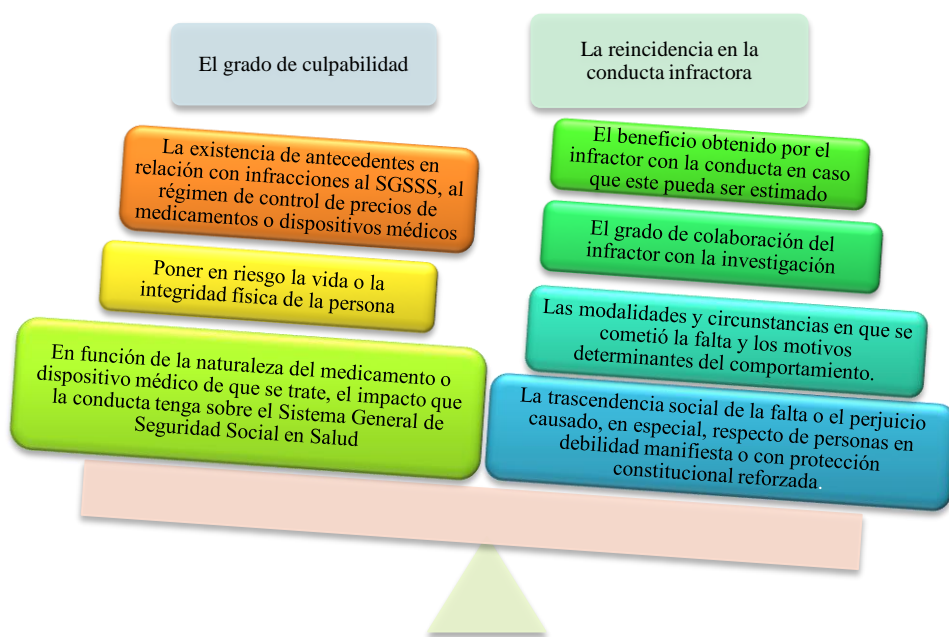 El grado de culpabilidad
La existencia de antecedentes en
relación con infracciones al SGSSS, al
régimen de control de precios de
medicamentos o dispositivos médicos
Poner en riesgo la vida o la
integridad física de la persona
En función de la naturaleza del medicamento o
dispositivo médico de que se trate, el impacto que
la conducta tenga sobre el Sistema General de
Seguridad Social en Salud
La reincidencia en la
conducta infractora
El beneficio obtenido por el
infractor con la conducta en caso
que este pueda ser estimado
El grado de colaboración del
infractor con la investigación
Las modalidades y circunstancias en que se
cometió la falta y los motivos
determinantes del comportamiento.
La trascendencia social de la falta o el perjuicio
causado, en especial, respecto de personas en
debilidad manifiesta o con protección
constitucional reforzada.